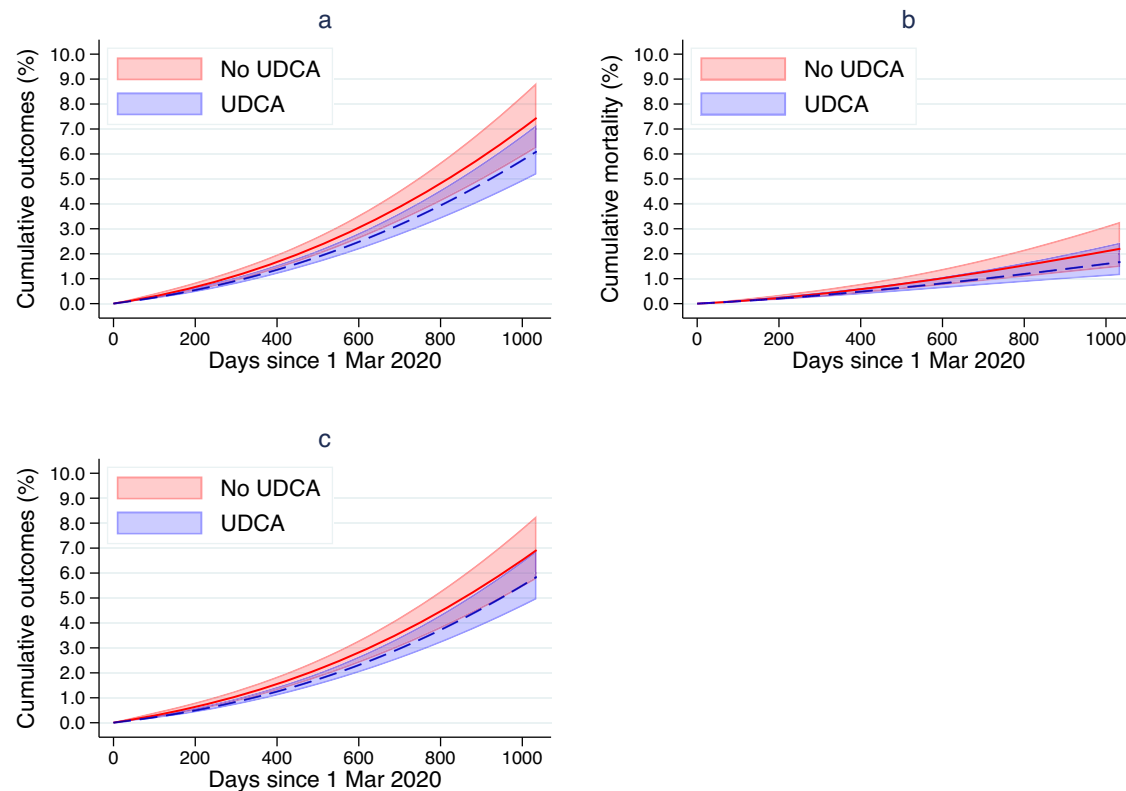 a
Cumulative outcomes (%)
10.0
9.0
8.0
7.0
6.0
5.0
4.0
3.0
2.0
1.0
0.0
No UDCA
UDCA
0 200 400 600 800 1000
Days since 1 Mar 2020
b
Cumulative mortality (%)
10.0
9.0
8.0
7.0
6.0
5.0
4.0
3.0
2.0
1.0
0.0
No UDCA
UDCA
0 200 400 600 800 1000
Days since 1 Mar 2020
c
Cumulative outcomes (%)
10.0
9.0
8.0
7.0
6.0
5.0
4.0
3.0
2.0
1.0
0.0
No UDCA
UDCA
0 200 400 600 800 1000
Days since 1 Mar 2020